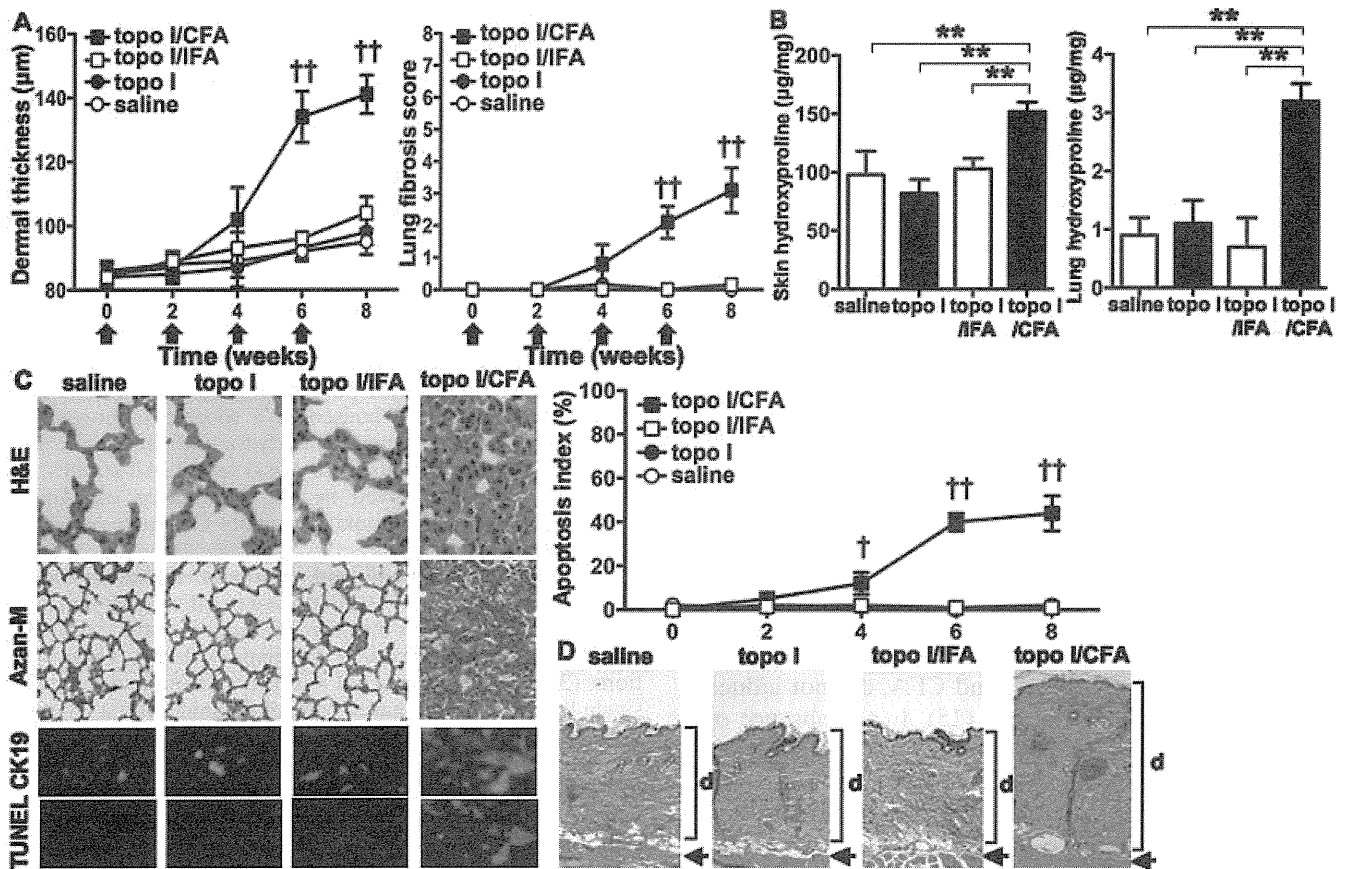 A
topo I/CFA
topo I/IFA
topo I
saline
Dermal thickness (µm)
160
140
120
100
80
††
††
0 2 4 6 8
Time (weeks)
topo I/CFA
topo I/IFA
topo I
saline
Lung fibrosis score
8
7
6
5
4
3
2
1
0
††
††
0 2 4 6 8
Time (weeks)
B
Skin hydroxyproline (µg/mg)
200
150
100
50
0
**
**
**
saline topo I topo I topo I
/IFA /CFA
Lung hydroxyproline (µg/mg)
4
3
2
1
0
**
**
**
saline topo I topo I topo I
/IFA /CFA
C
saline topo I topo I/IFA topo I/CFA
H&E
Azan-M
TUNEL CK19
topo I/CFA
topo I/IFA
topo I
saline
Apoptosis index (%)
100
80
60
40
20
0
†
††
††
0 2 4 6 8
D
saline topo I topo I/IFA topo I/CFA
d
d
d
d